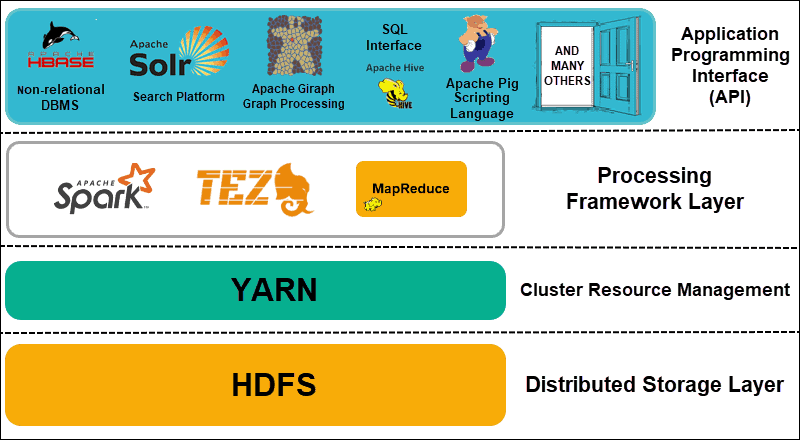 APACHE
HBASE
Non-relational
DBMS
Apache
Solr
Search Platform
Apache Giraph
Graph Processing
SQL
Interface
Apache Hive
HIVE
Apache Pig
Scripting
Language
AND
MANY
OTHERS
Application
Programming
Interface
(API)
APACHE
Spark™
TEZ
MapReduce
Processing
Framework Layer
YARN
Cluster Resource Management
HDFS
Distributed Storage Layer